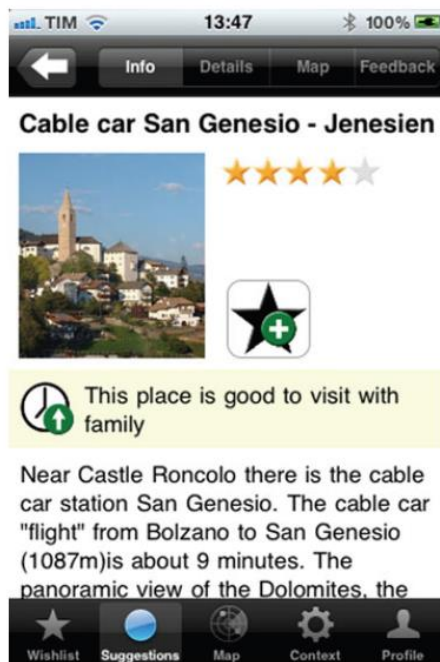 TIM 13:47 100%
Info Details Map Feedback
Cable car San Genesio - Jenesien
This place is good to visit with
family
Near Castle Roncolo there is the cable
car station San Genesio. The cable car
"flight" from Bolzano to San Genesio
(1087m)is about 9 minutes. The
panoramic view of the Dolomites, the
Wishlist Suggestions Map Context Profile